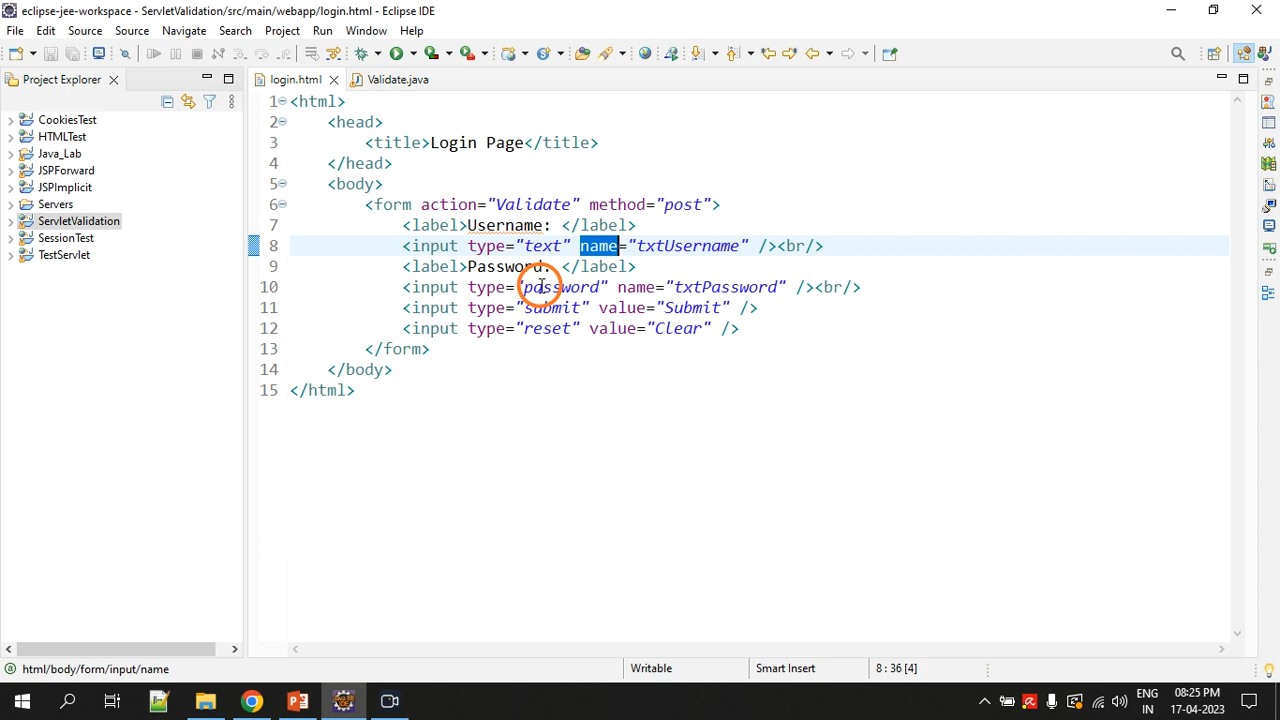 eclipse-jee-workspace - ServletValidation/src/main/webapp/login.html - Eclipse IDE
File Edit Source Source Navigate Search Project Run Window Help
Project Explorer
login.html
Validate.java
CookiesTest
HTMLTest
Java_Lab
JSPForward
JSPImplicit
Servers
ServletValidation
SessionTest
TestServlet
1 <html>
2 <head>
3 <title>Login Page</title>
4 </head>
5 <body>
6 <form action="Validate" method="post">
7 <label>Username: </label>
8 <input type="text" name="txtUsername" /><br/>
9 <label>Password: </label>
10 <input type="password" name="txtPassword" /><br/>
11 <input type="submit" value="Submit" />
12 <input type="reset" value="Clear" />
13 </form>
14 </body>
15 </html>
html/body/form/input/name
Writable
Smart Insert
8 : 36 [4]
ENG
IN
08:25 PM
17-04-2023